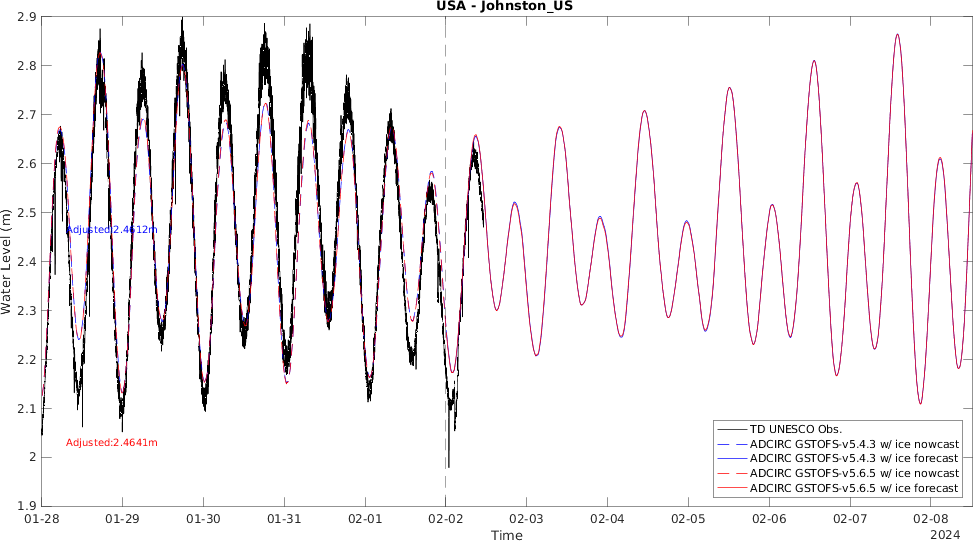 USA - Johnston_US
2.9
2.8
2.7
2.6
2.5
2.4
2.3
2.2
2.1
2
1.9
Water Level (m)
Adjusted:2.4612m
Adjusted:2.4641m
TD UNESCO Obs.
ADCIRC GSTOFS-v5.4.3 w/ ice nowcast
ADCIRC GSTOFS-v5.4.3 w/ ice forecast
ADCIRC GSTOFS-v5.6.5 w/ ice nowcast
ADCIRC GSTOFS-v5.6.5 w/ ice forecast
01-28 01-29 01-30 01-31 02-01 02-02 02-03 02-04 02-05 02-06 02-07 02-08
Time
2024